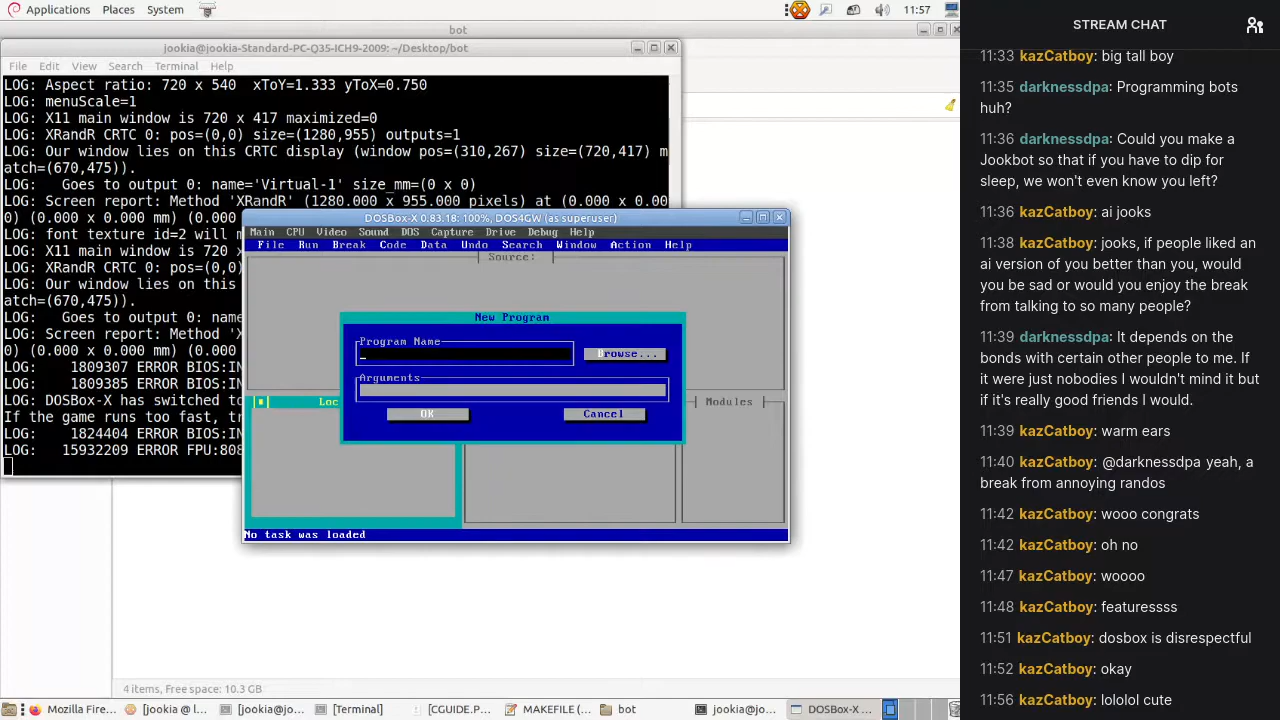 Applications Places System
11:57
bot
jookia@jookia-Standard-PC-Q35-ICH9-2009: ~/Desktop/bot
File Edit View Search Terminal Help
LOG: Aspect ratio: 720 x 540  xToY=1.333 yToX=0.750
LOG: menuScale=1
LOG: X11 main window is 720 x 417 maximized=0
LOG: XRandR CRTC 0: pos=(0,0) size=(1280,955) outputs=1
LOG: Our window lies on this CRTC display (window pos=(310,267) size=(720,417) m
atch=(670,475)).
LOG:   Goes to output 0: name='Virtual-1' size_mm=(0 x 0)
LOG: Screen report: Method 'XRandR' (1280.000 x 955.000 pixels) at (0.000 x 0.00
0) (0.000 x 0.000 mm) (0.000
LOG: font texture id=2 will m
LOG: X11 main window is 720 x
LOG: XRandR CRTC 0: pos=(0,0)
LOG: Our window lies on this
atch=(670,475)).
LOG:   Goes to output 0: name
LOG: Screen report: Method 'X
0) (0.000 x 0.000 mm) (0.000
LOG:    1809307 ERROR BIOS:IN
LOG:    1809385 ERROR BIOS:IN
LOG: DOSBox-X has switched to
If the game runs too fast, tr
LOG:    1824404 ERROR BIOS:IN
LOG:   15932209 ERROR FPU:808
DOSBox-X 0.83.18: 100%, DOS4GW (as superuser)
Main CPU Video Sound DOS Capture Drive Debug Help
File Run Break Code Data Undo Search Window Action Help
Source:
New Program
Program Name
Browse...
Arguments
OK Cancel
Loc
Modules
No task was loaded
4 items, Free space: 10.3 GB
Mozilla Fire...
[jookia @ l...
[jookia@jo...
[Terminal]
[CGUIDE.P...
MAKEFILE (...
bot
jookia@jo...
DOSBox-...
STREAM CHAT
11:33 kazCatboy: big tall boy
11:35 darknessdpa: Programming bots
huh?
11:36 darknessdpa: Could you make a
Jookbot so that if you have to dip for
sleep, we won't even know you left?
11:36 kazCatboy: ai jooks
11:38 kazCatboy: jooks, if people liked an
ai version of you better than you, would
you be sad or would you enjoy the break
from talking to so many people?
11:39 darknessdpa: It depends on the
bonds with certain other people to me. If
it were just nobodies I wouldn't mind it but
if it's really good friends I would.
11:39 kazCatboy: warm ears
11:40 kazCatboy: @darknessdpa yeah, a
break from annoying randos
11:42 kazCatboy: wooo congrats
11:42 kazCatboy: oh no
11:47 kazCatboy: woooo
11:48 kazCatboy: featuressss
11:51 kazCatboy: dosbox is disrespectful
11:52 kazCatboy: okay
11:56 kazCatboy: lololol cute